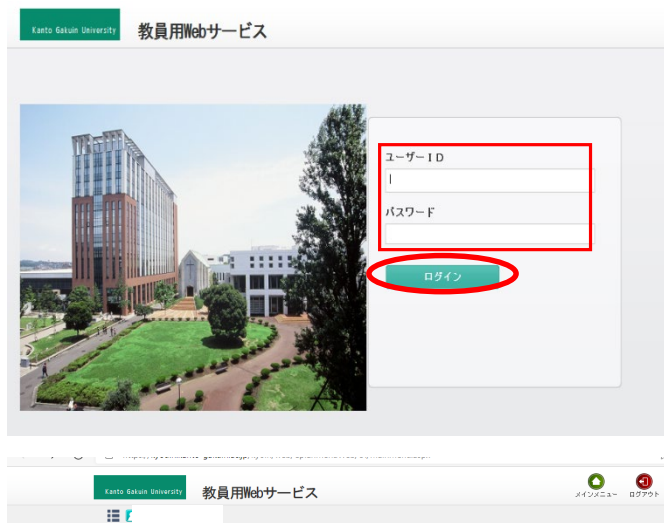 Kanto Gakuin University
教員用Webサービス
ユーザーＩＤ
パスワード
ログイン
Kanto Gakuin University
教員用Webサービス
メインメニュー
ログアウト